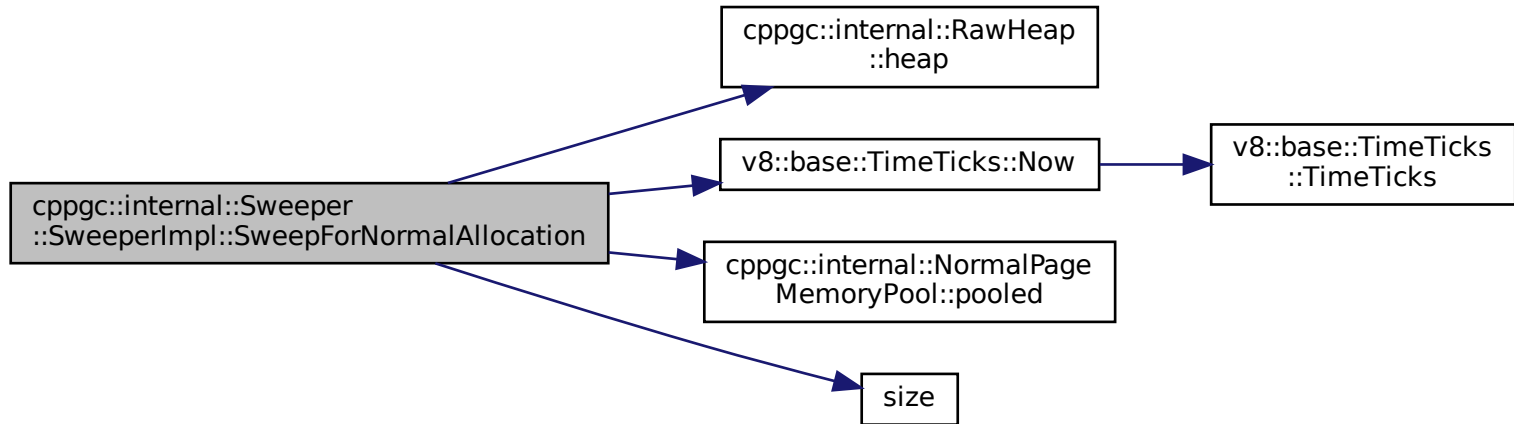 cppgc::internal::RawHeap
::heap
v8::base::TimeTicks::Now
v8::base::TimeTicks
::TimeTicks
cppgc::internal::Sweeper
::SweeperImpl::SweepForNormalAllocation
cppgc::internal::NormalPage
MemoryPool::pooled
size